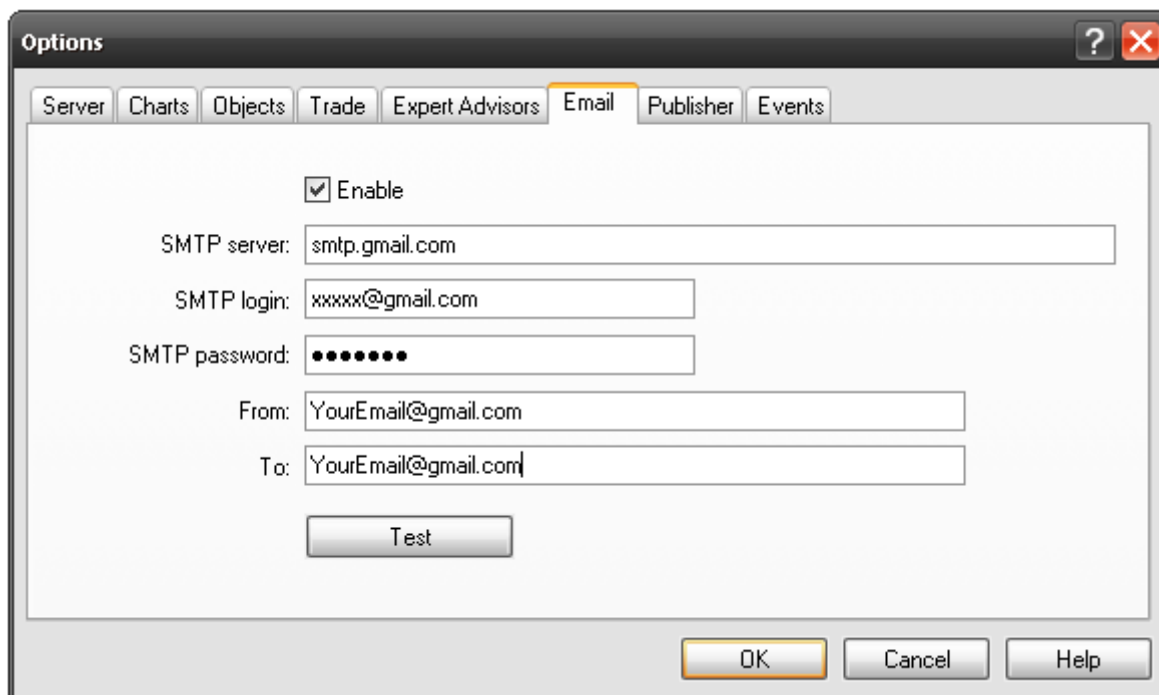 Options
Server Charts Objects Trade Expert Advisors Email Publisher Events
Enable
SMTP server: smtp.gmail.com
SMTP login: xxxxx@gmail.com
SMTP password: ●●●●●●●
From: YourEmail@gmail.com
To: YourEmail@gmail.com
Test
OK Cancel Help